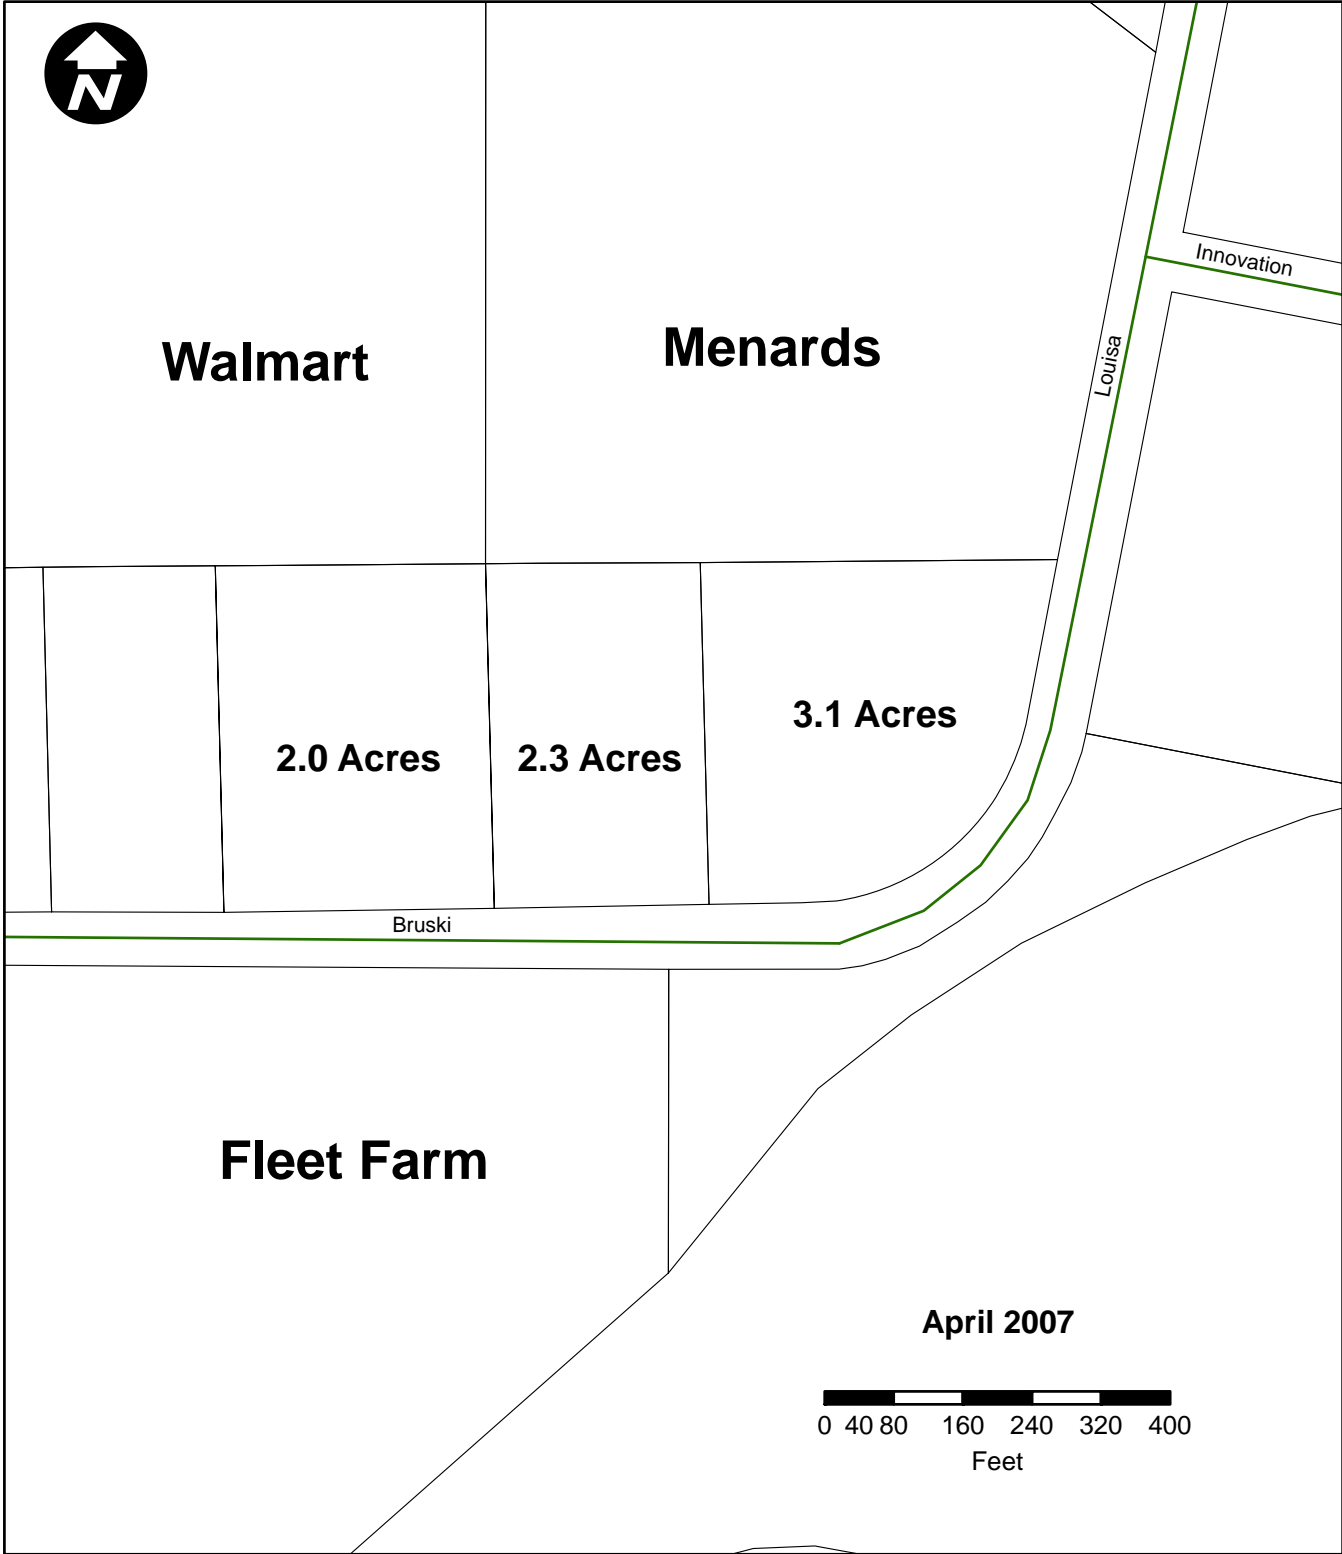 N
Innovation
Louisa
Walmart
Menards
2.0 Acres
2.3 Acres
3.1 Acres
Bruski
Fleet Farm
April 2007
0 40 80 160 240 320 400
Feet